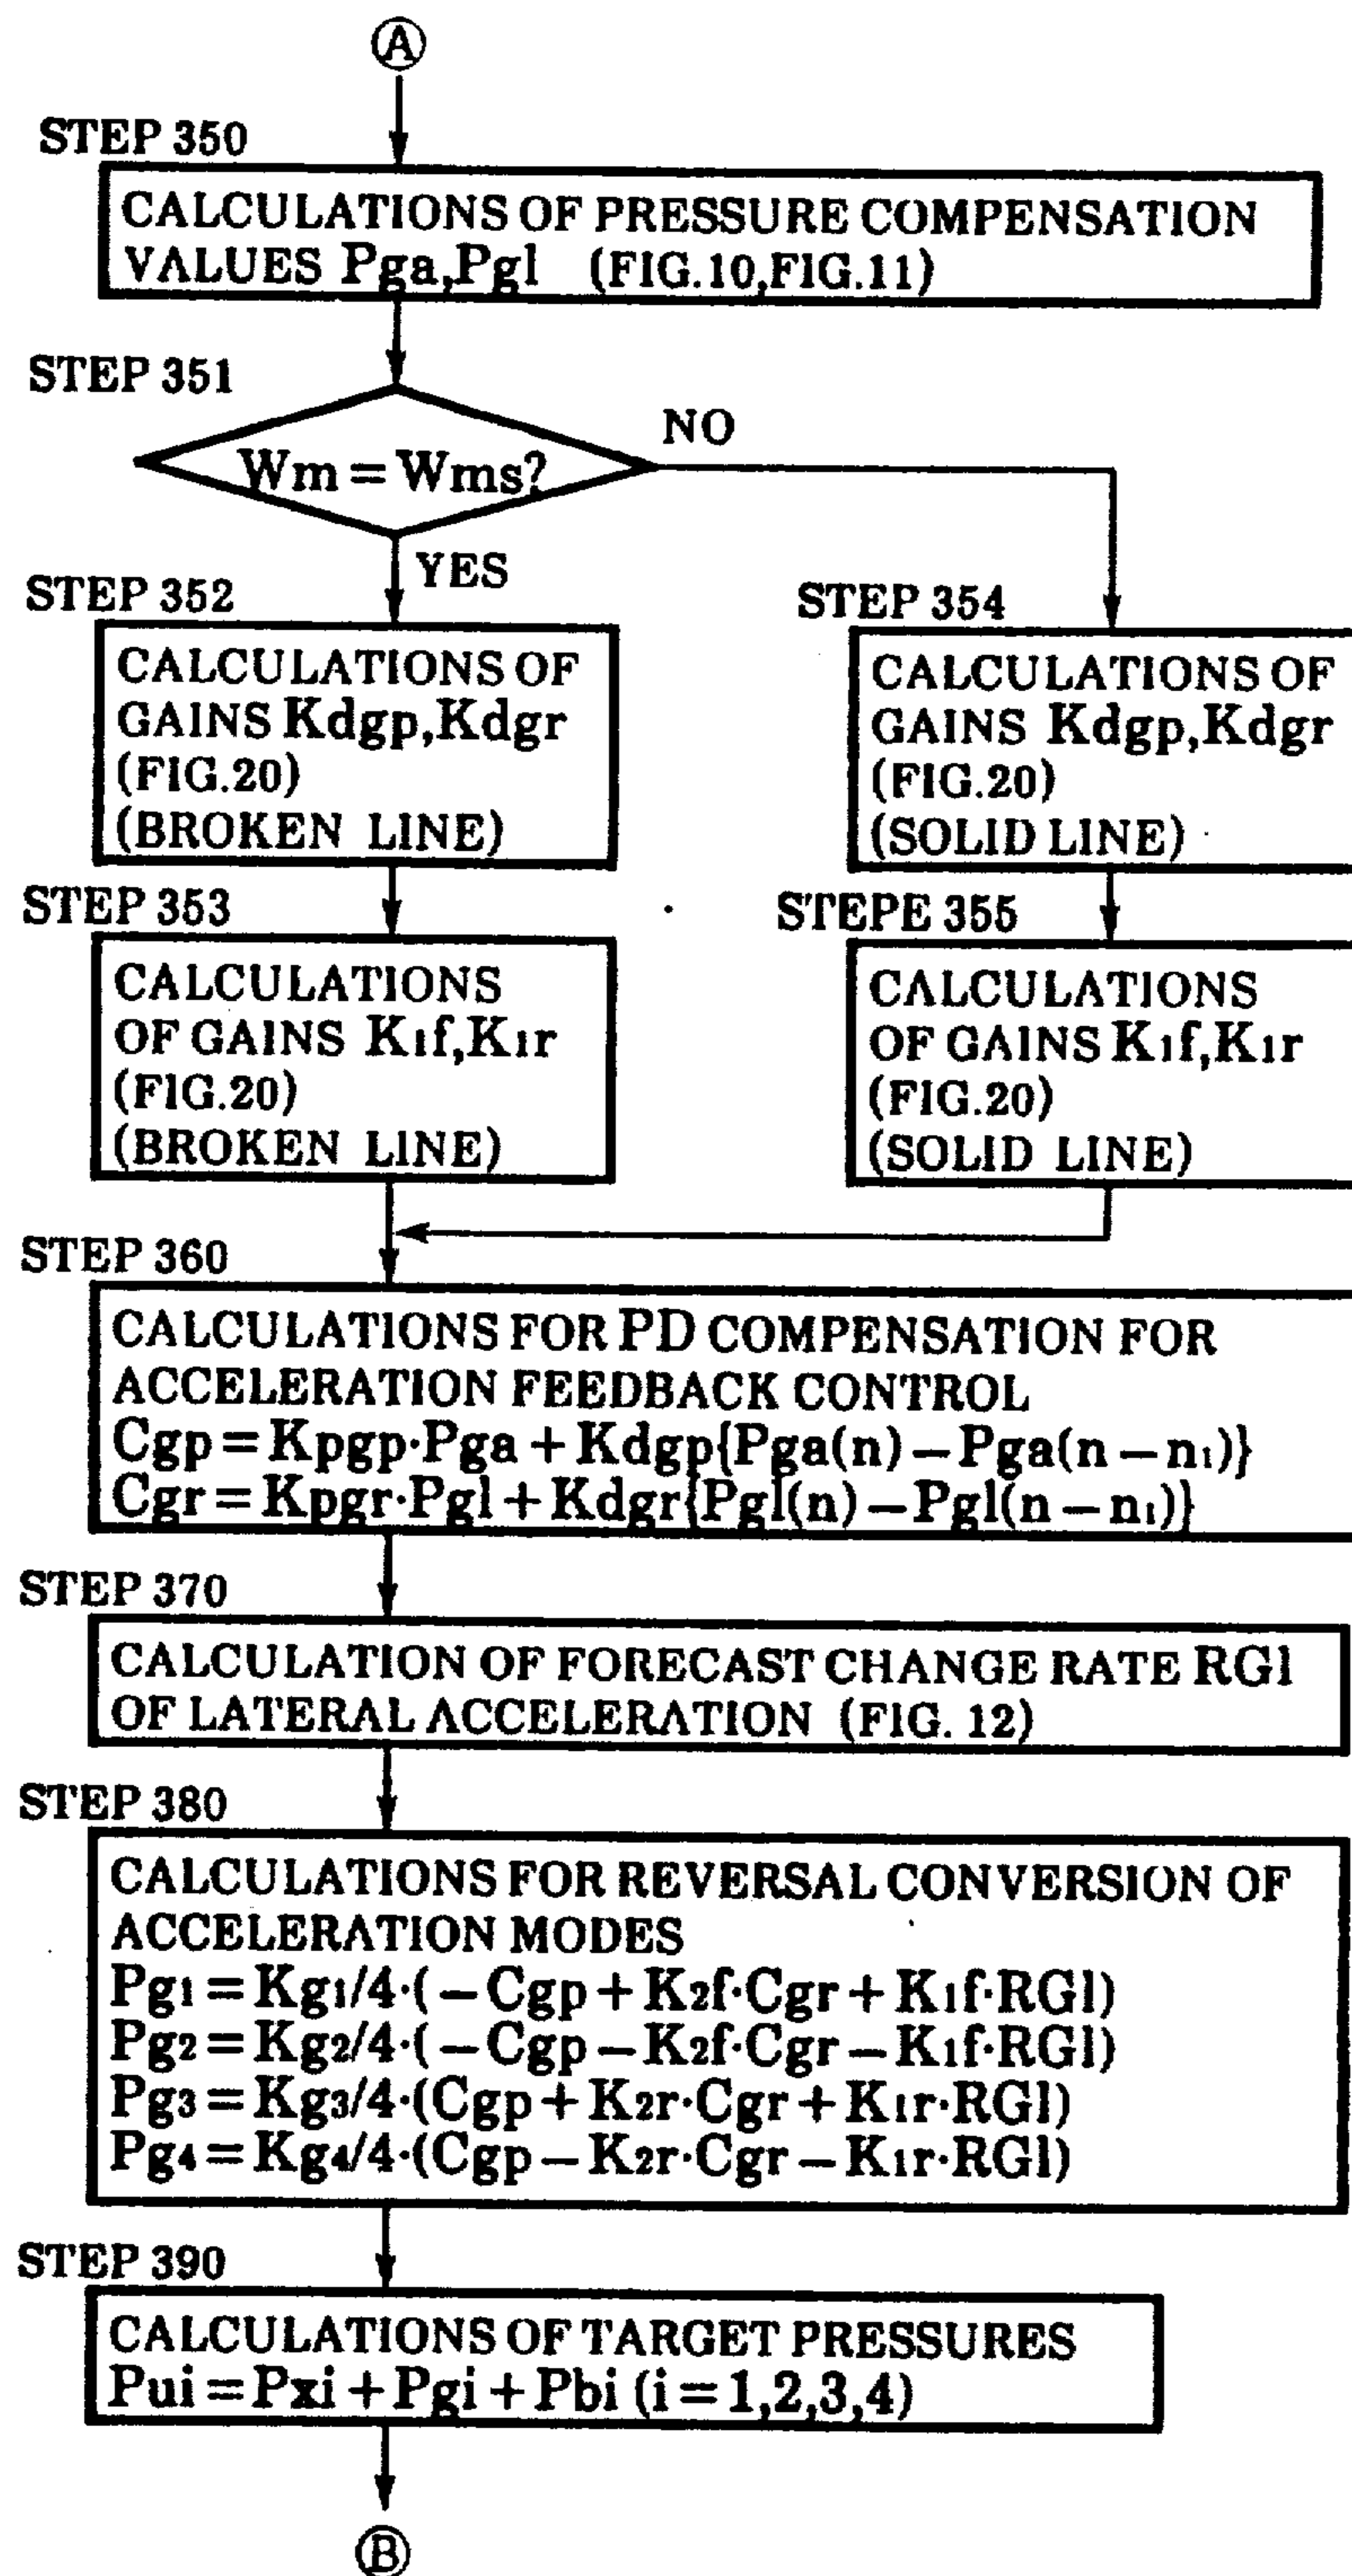 Ⓐ
STEP 350
CALCULATIONS OF PRESSURE COMPENSATION
VALUES Pga,Pgl (FIG.10,FIG.11)
STEP 351
Wm = Wms?
NO
YES
STEP 352
CALCULATIONS OF
GAINS Kdgp,Kdgr
(FIG.20)
(BROKEN LINE)
STEP 354
CALCULATIONS OF
GAINS Kdgp,Kdgr
(FIG.20)
(SOLID LINE)
STEP 353
CALCULATIONS
OF GAINS K₁f,K₁r
(FIG.20)
(BROKEN LINE)
STEPE 355
CALCULATIONS
OF GAINS K₁f,K₁r
(FIG.20)
(SOLID LINE)
STEP 360
CALCULATIONS FOR PD COMPENSATION FOR
ACCELERATION FEEDBACK CONTROL
Cgp = Kpgp·Pga + Kdgp{Pga(n) – Pga(n – n₁)}
Cgr = Kpgr·Pgl + Kdgr{Pgl(n) – Pgl(n – n₁)}
STEP 370
CALCULATION OF FORECAST CHANGE RATE RGl
OF LATERAL ACCELERATION (FIG. 12)
STEP 380
CALCULATIONS FOR REVERSAL CONVERSION OF
ACCELERATION MODES
Pg₁ = Kg₁/4·( – Cgp + K₂f·Cgr + K₁f·RGl)
Pg₂ = Kg₂/4·( – Cgp – K₂f·Cgr – K₁f·RGl)
Pg₃ = Kg₃/4·(Cgp + K₂r·Cgr + K₁r·RGl)
Pg₄ = Kg₄/4·(Cgp – K₂r·Cgr – K₁r·RGl)
STEP 390
CALCULATIONS OF TARGET PRESSURES
Pui = Pxi + Pgi + Pbi (i = 1,2,3,4)
Ⓑ